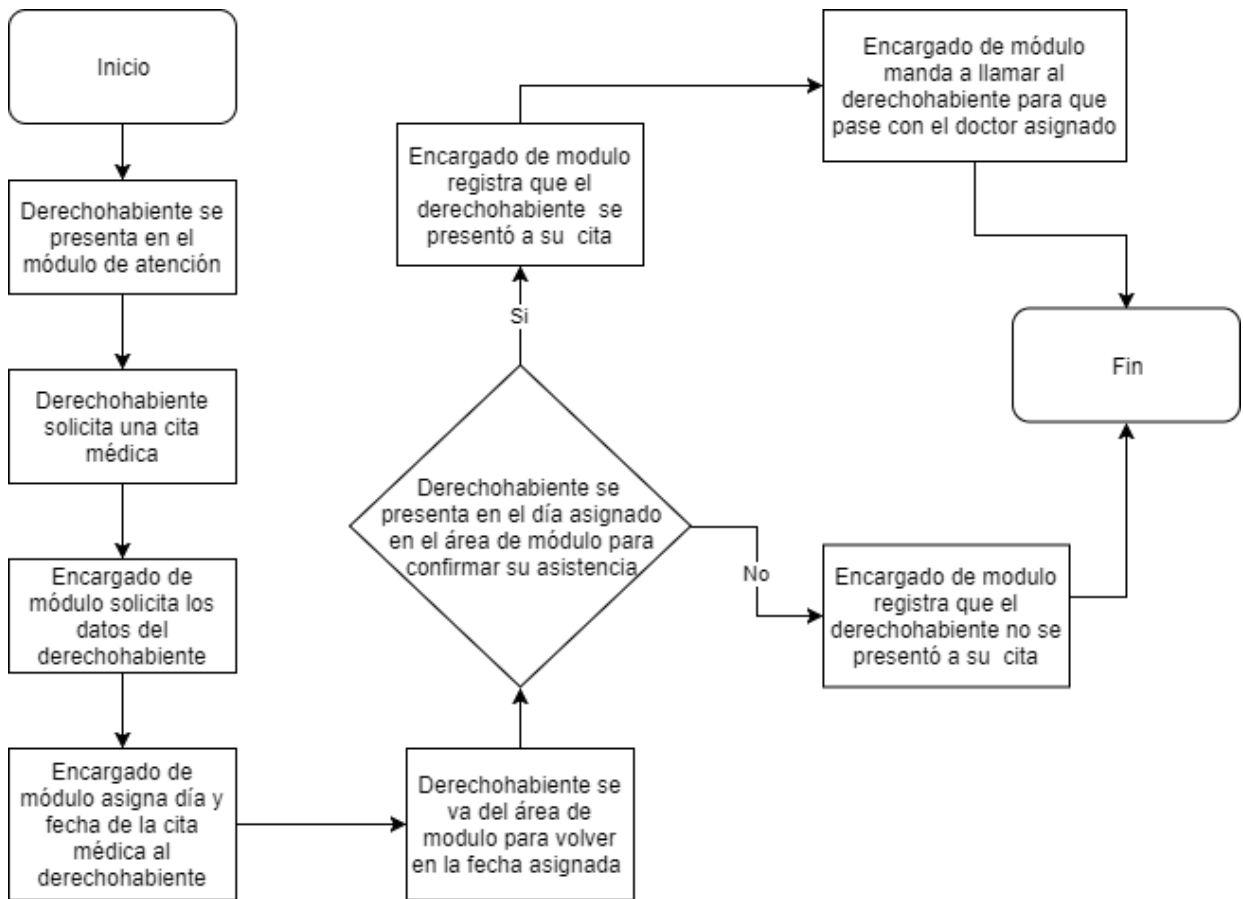 Inicio
Derechohabiente se
presenta en el
módulo de atención
Derechohabiente
solicita una cita
médica
Encargado de
módulo solicita los
datos del
derechohabiente
Encargado de
módulo asigna día y
fecha de la cita
médica al
derechohabiente
Derechohabiente se
va del área de
modulo para volver
en la fecha asignada
Derechohabiente se
presenta en el día asignado
en el área de módulo para
confirmar su asistencia
Si
Encargado de modulo
registra que el
derechohabiente se
presentó a su cita
Encargado de módulo
manda a llamar al
derechohabiente para que
pase con el doctor asignado
No
Encargado de modulo
registra que el
derechohabiente no se
presentó a su cita
Fin